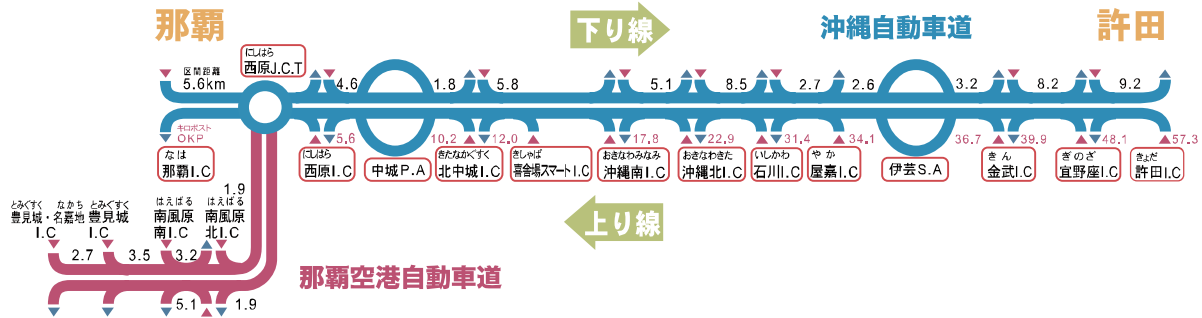 那覇
下り線
沖縄自動車道
許田
にしはら
西原J.C.T
区間距離
5.6km
4.6
1.8
5.8
5.1
8.5
2.7
2.6
3.2
8.2
9.2
キロポスト
OKP
5.6
10.2
12.0
17.8
22.9
31.4
34.1
36.7
39.9
48.1
57.3
なは
那覇I.C
にしはら
西原I.C
中城P.A
きたなかぐすく
北中城I.C
きしゃば
喜舎場スマートI.C
おきなわみなみ
沖縄南I.C
おきなわきた
沖縄北I.C
いしかわ
石川I.C
やか
屋嘉I.C
伊芸S.A
きん
金武I.C
ぎのざ
宜野座I.C
きょだ
許田I.C
上り線
1.9
とみぐすく なかち
豊見城・名嘉地
I.C
とみぐすく
豊見城
I.C
はえばる
南風原
南I.C
はえばる
南風原
北I.C
2.7
3.5
3.2
那覇空港自動車道
5.1
1.9